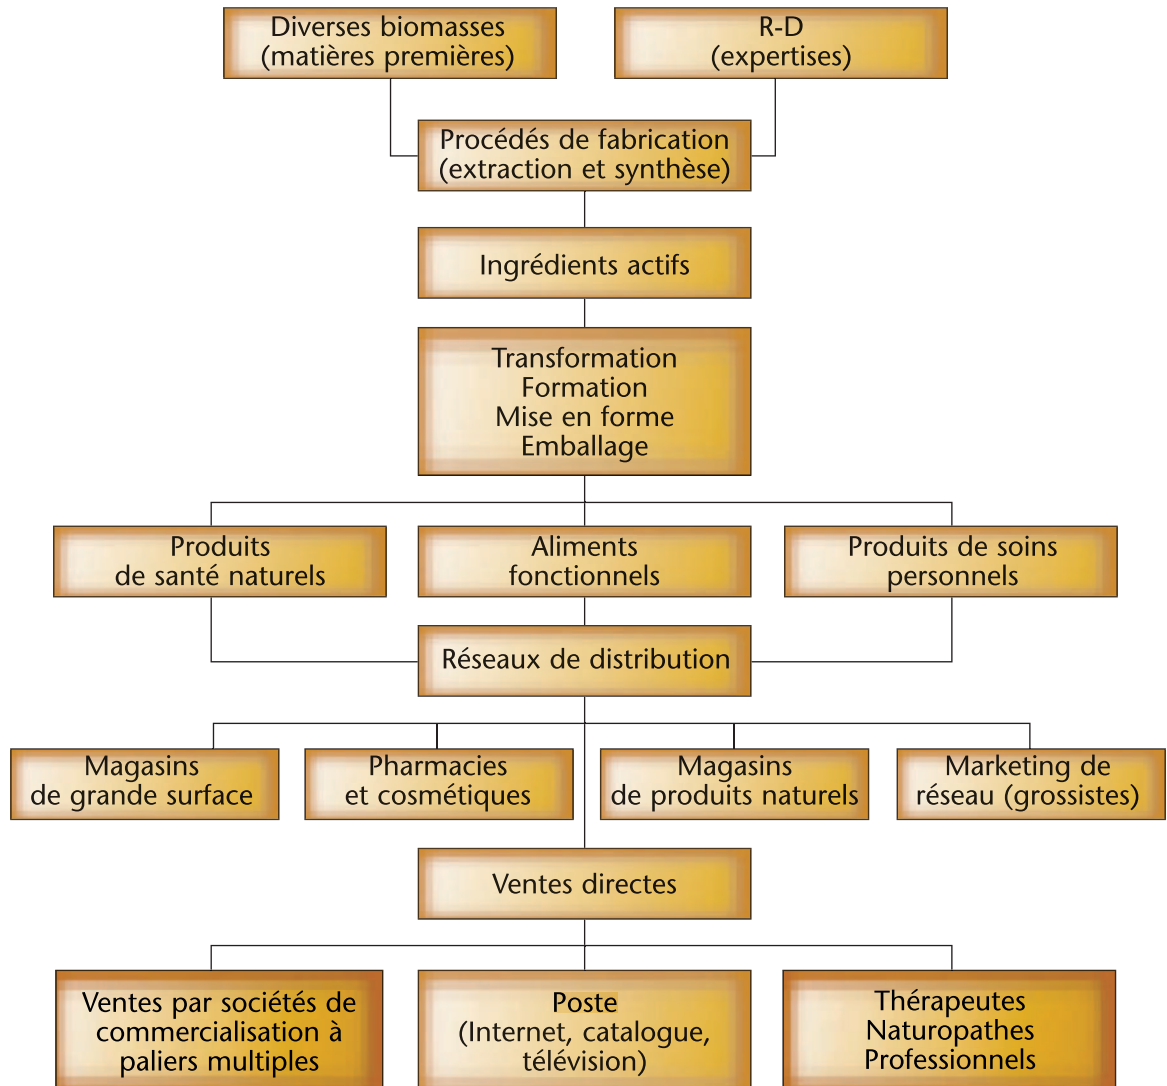 Diverses biomasses
(matières premières)
R-D
(expertises)
Procédés de fabrication
(extraction et synthèse)
Ingrédients actifs
Transformation
Formation
Mise en forme
Emballage
Produits
de santé naturels
Aliments
fonctionnels
Produits de soins
personnels
Réseaux de distribution
Magasins
de grande surface
Pharmacies
et cosmétiques
Magasins
de produits naturels
Marketing de
réseau (grossistes)
Ventes directes
Ventes par sociétés de
commercialisation à
paliers multiples
Poste
(Internet, catalogue,
télévision)
Thérapeutes
Naturopathes
Professionnels